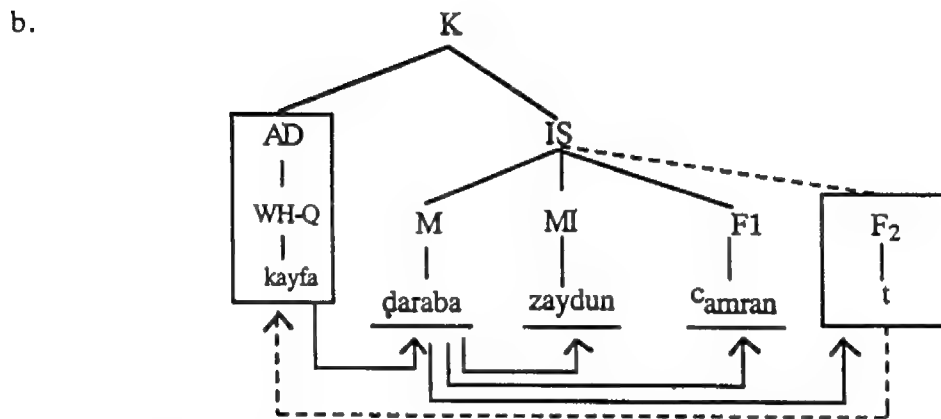 b.
K
AD IS
WH-Q M MI F1 F₂
kayfa ḍaraba zaydun ᶜamran t